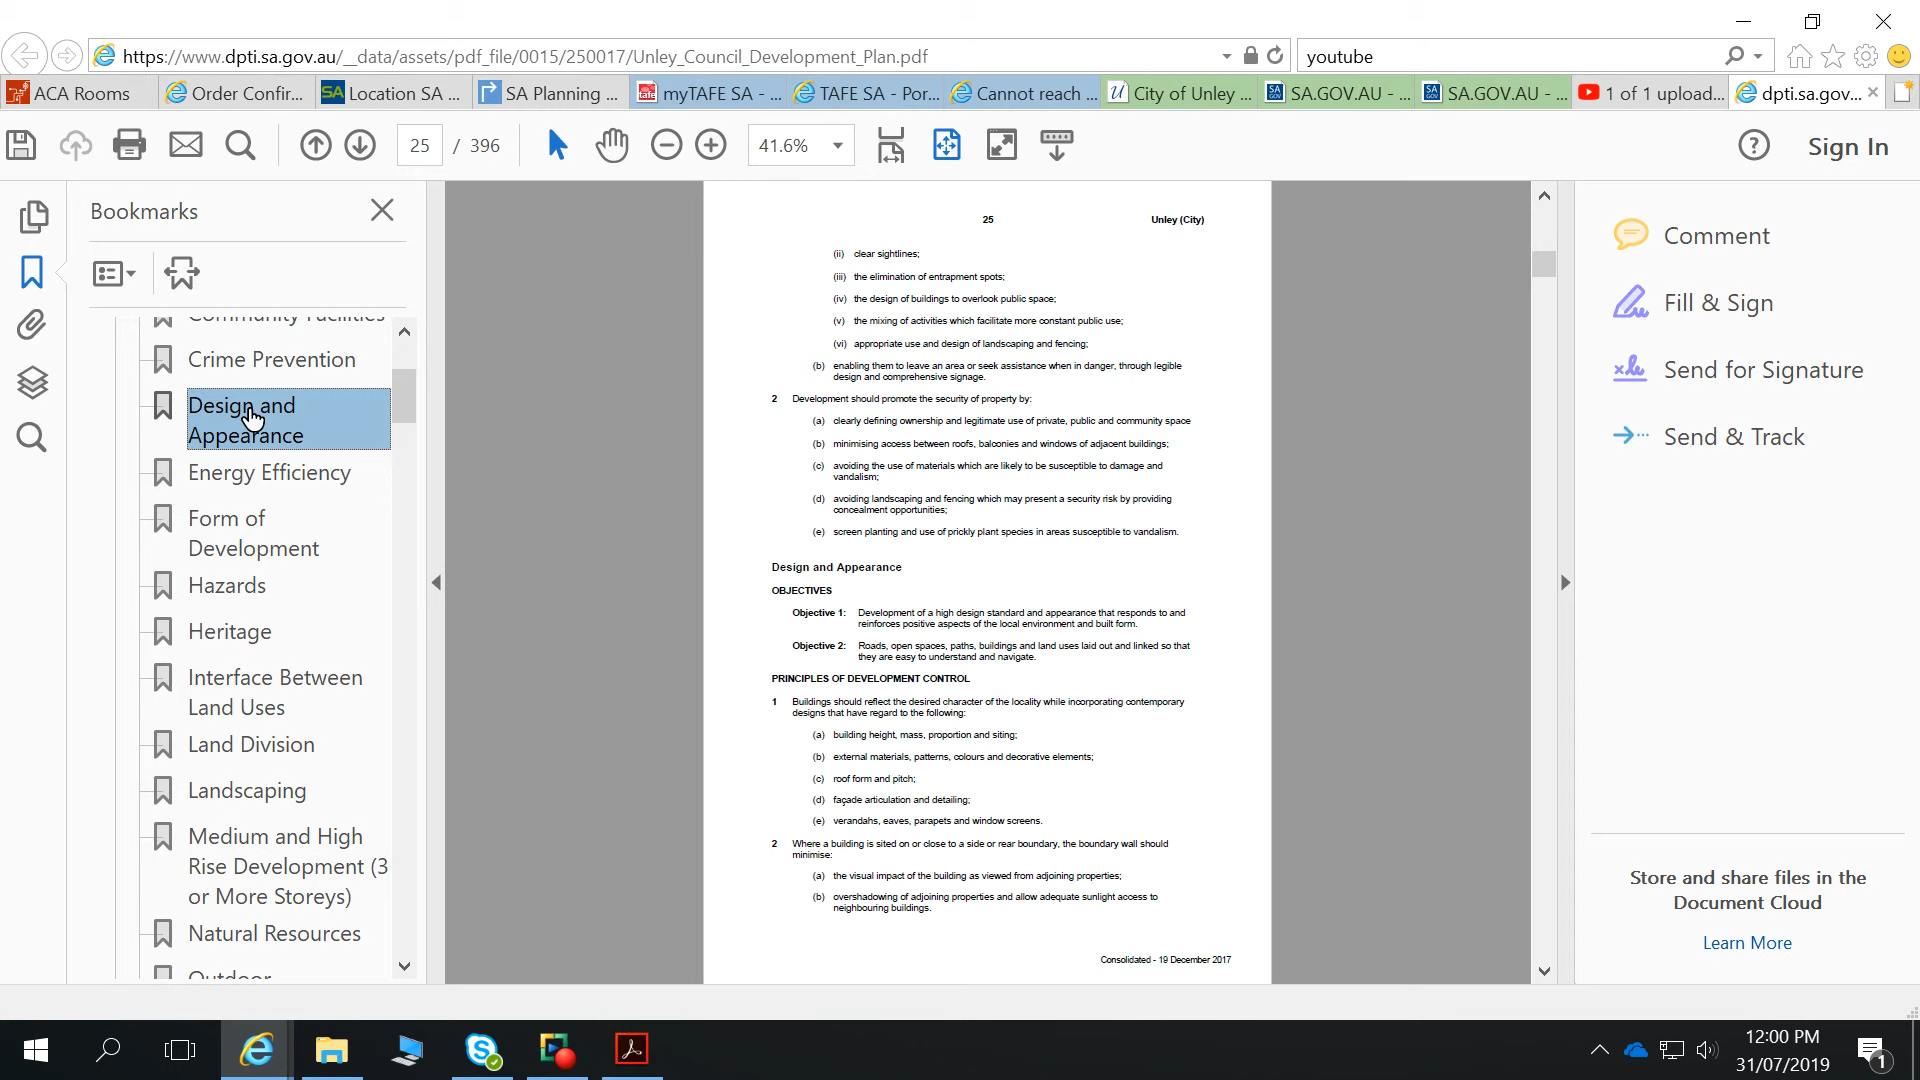 https://www.dpti.sa.gov.au/__data/assets/pdf_file/0015/250017/Unley_Council_Development_Plan.pdf
youtube
ACA Rooms
Order Confir...
SA Location SA ...
SA Planning ...
tafe myTAFE SA - ...
TAFE SA - Por...
Cannot reach ...
U City of Unley ...
SA.GOV.AU - ...
SA.GOV.AU - ...
1 of 1 upload...
dpti.sa.gov...
25 / 396
41.6%
Sign In
Bookmarks
Community Facilities
Crime Prevention
Design and
Appearance
Energy Efficiency
Form of
Development
Hazards
Heritage
Interface Between
Land Uses
Land Division
Landscaping
Medium and High
Rise Development (3
or More Storeys)
Natural Resources
Outdoor
25
Unley (City)
(ii) clear sightlines;
(iii) the elimination of entrapment spots;
(iv) the design of buildings to overlook public space;
(v) the mixing of activities which facilitate more constant public use;
(vi) appropriate use and design of landscaping and fencing;
(b) enabling them to leave an area or seek assistance when in danger, through legible
design and comprehensive signage.
2 Development should promote the security of property by:
(a) clearly defining ownership and legitimate use of private, public and community space
(b) minimising access between roofs, balconies and windows of adjacent buildings;
(c) avoiding the use of materials which are likely to be susceptible to damage and
vandalism;
(d) avoiding landscaping and fencing which may present a security risk by providing
concealment opportunities;
(e) screen planting and use of prickly plant species in areas susceptible to vandalism.
Design and Appearance
OBJECTIVES
Objective 1: Development of a high design standard and appearance that responds to and
reinforces positive aspects of the local environment and built form.
Objective 2: Roads, open spaces, paths, buildings and land uses laid out and linked so that
they are easy to understand and navigate.
PRINCIPLES OF DEVELOPMENT CONTROL
1 Buildings should reflect the desired character of the locality while incorporating contemporary
designs that have regard to the following:
(a) building height, mass, proportion and siting;
(b) external materials, patterns, colours and decorative elements;
(c) roof form and pitch;
(d) façade articulation and detailing;
(e) verandahs, eaves, parapets and window screens.
2 Where a building is sited on or close to a side or rear boundary, the boundary wall should
minimise:
(a) the visual impact of the building as viewed from adjoining properties;
(b) overshadowing of adjoining properties and allow adequate sunlight access to
neighbouring buildings.
Consolidated - 19 December 2017
Comment
Fill & Sign
Send for Signature
Send & Track
Store and share files in the
Document Cloud
Learn More
12:00 PM
31/07/2019
1